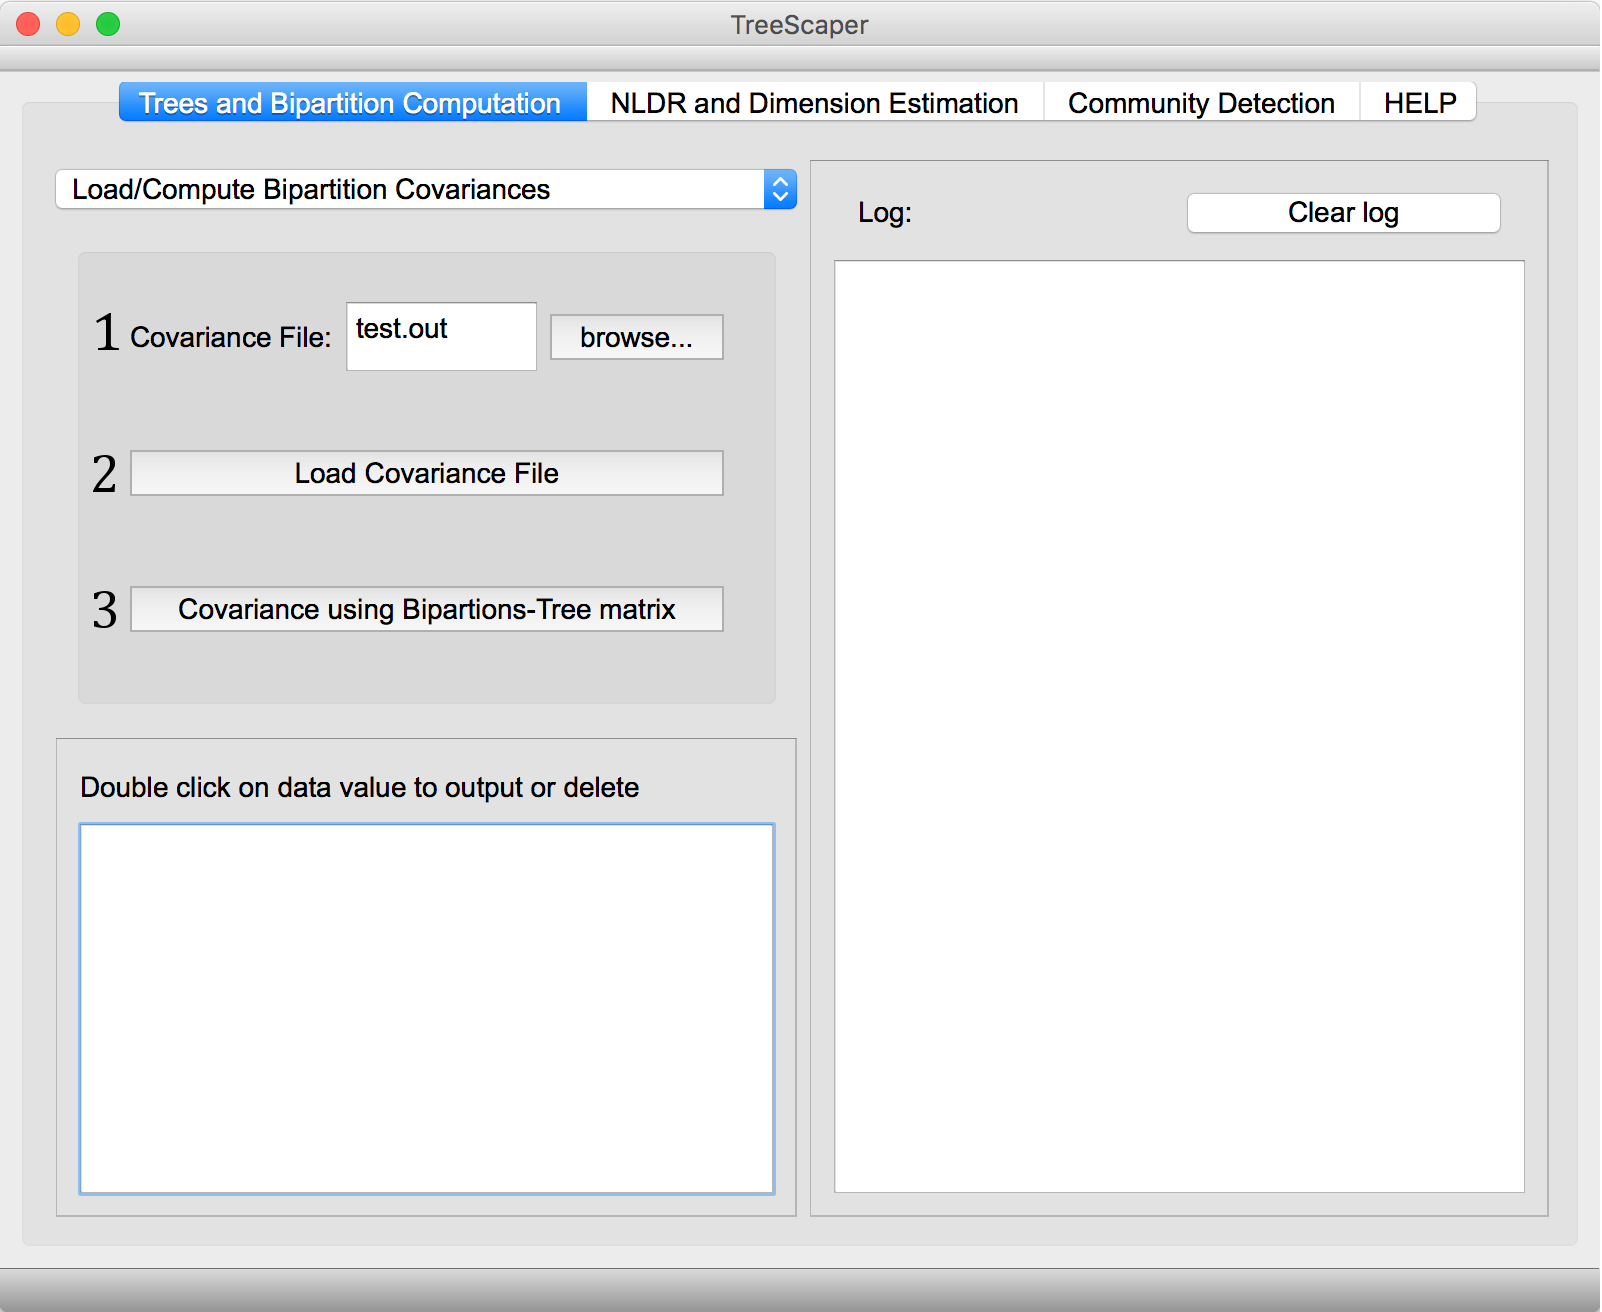 TreeScaper
Trees and Bipartition Computation NLDR and Dimension Estimation Community Detection HELP
Load/Compute Bipartition Covariances
1 Covariance File: test.out browse...
2 Load Covariance File
3 Covariance using Bipartions-Tree matrix
Double click on data value to output or delete
Log: Clear log